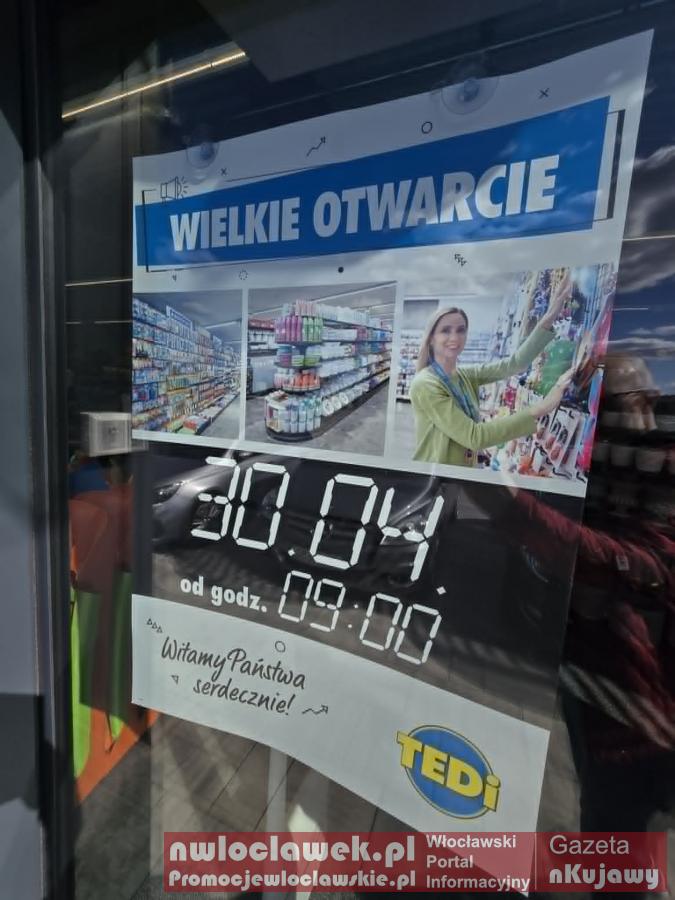 WIELKIE OTWARCIE
30.04.
od godz. 09:00
Witamy Państwa
serdecznie!
TEDi
nwloclawek.pl
Promocjewloclawskie.pl
Włocławski
Portal
Informacyjny
Gazeta
nKujawy